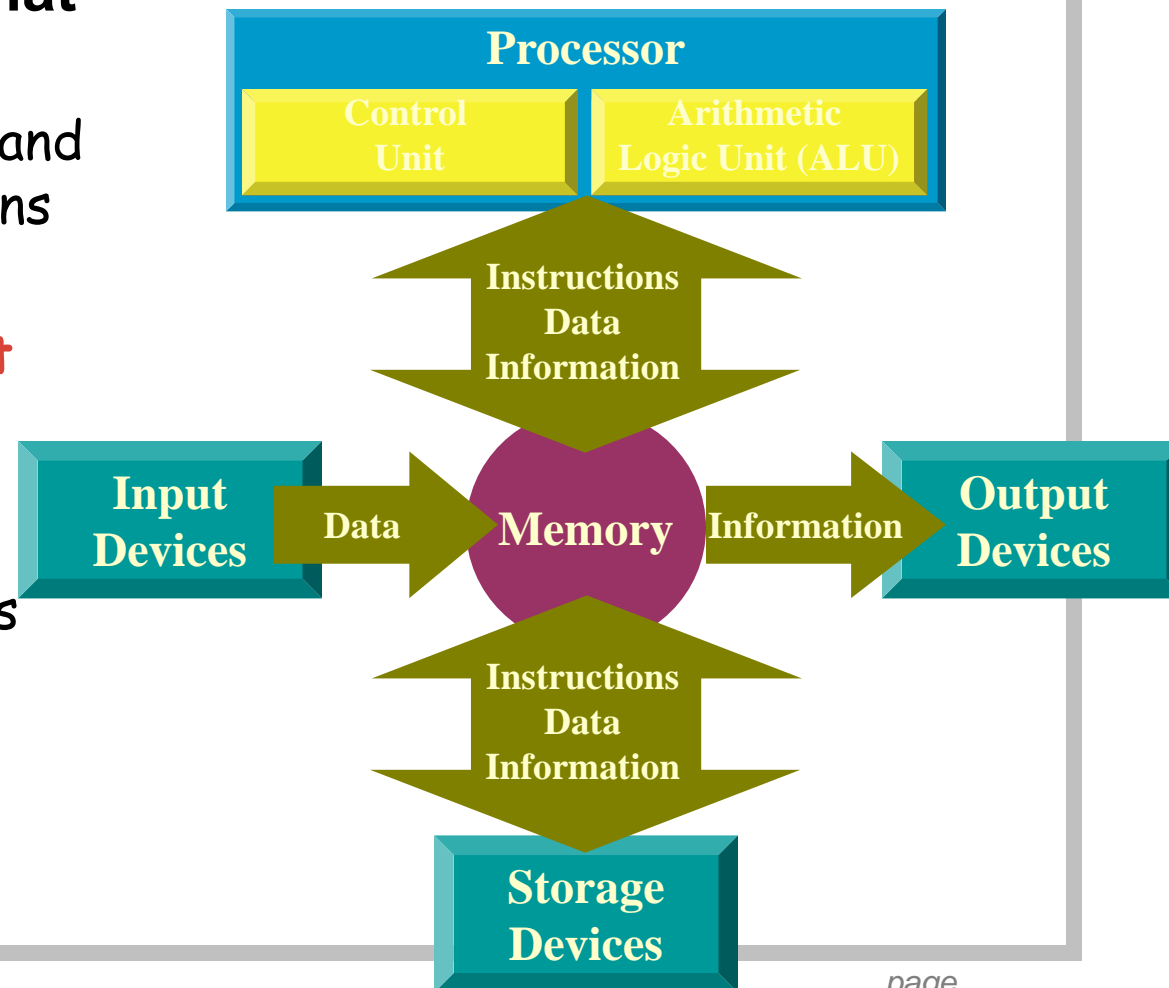 Processor
Control
Unit
Arithmetic
Logic Unit (ALU)
and
ns
Instructions
Data
Information
t
Input
Devices
Data
Memory
Information
Output
Devices
s
Instructions
Data
Information
Storage
Devices
page